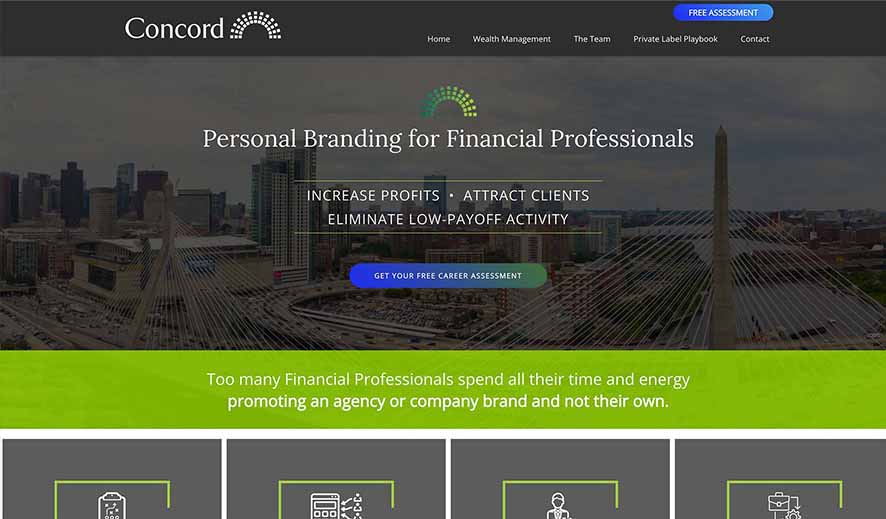 FREE ASSESSMENT
Concord
Home Wealth Management The Team Private Label Playbook Contact
Personal Branding for Financial Professionals
INCREASE PROFITS • ATTRACT CLIENTS
ELIMINATE LOW-PAYOFF ACTIVITY
GET YOUR FREE CAREER ASSESSMENT
Too many Financial Professionals spend all their time and energy
promoting an agency or company brand and not their own.